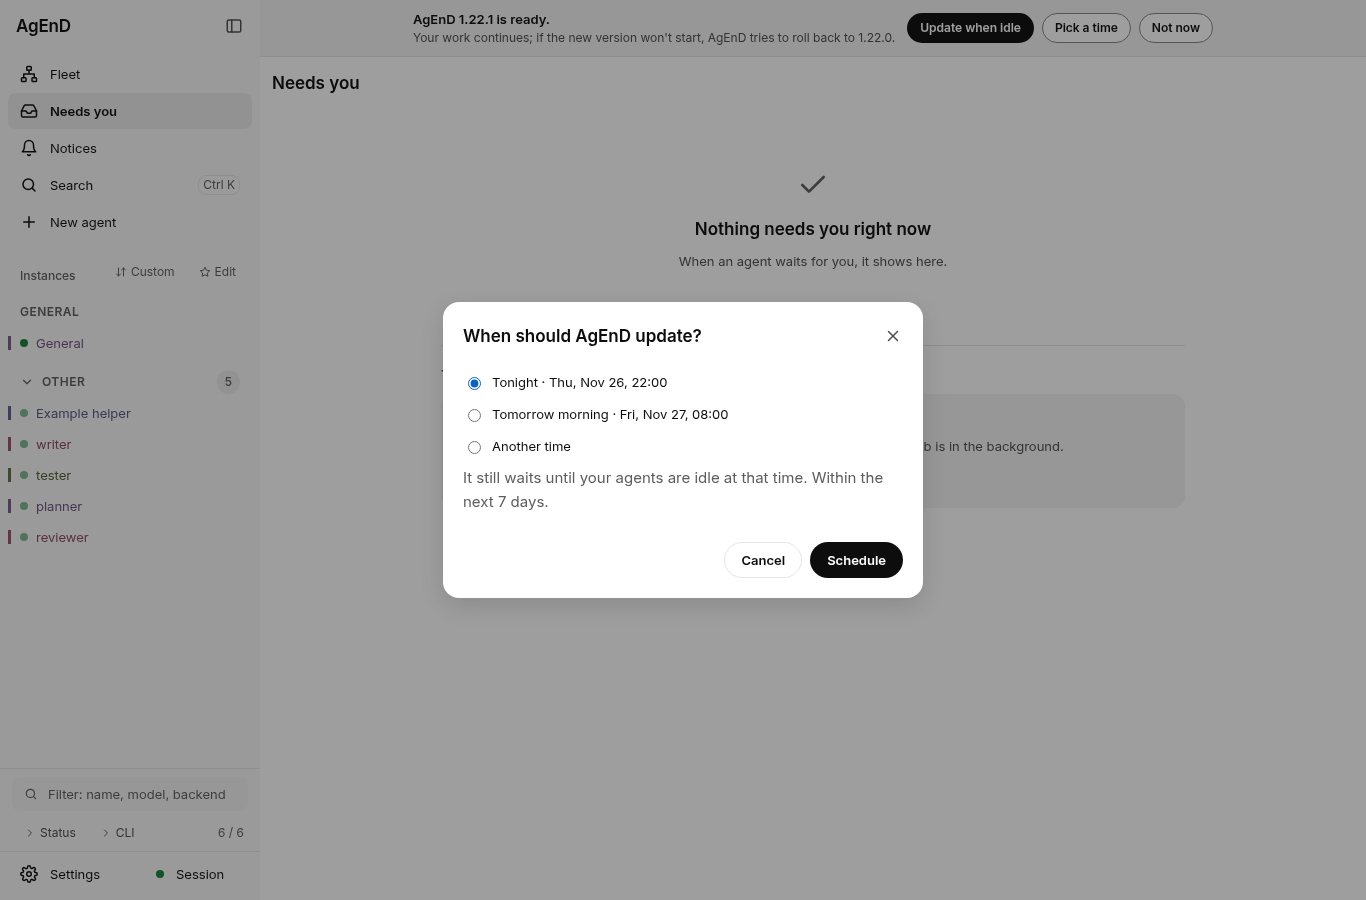 AgEnD
Fleet
Needs you
Notices
Search
Ctrl K
New agent
Instances
Custom
Edit
GENERAL
General
OTHER
5
Example helper
writer
tester
planner
reviewer
Filter: name, model, backend
Status
CLI
6 / 6
Settings
Session
AgEnD 1.22.1 is ready.
Your work continues; if the new version won't start, AgEnD tries to roll back to 1.22.0.
Update when idle
Pick a time
Not now
Needs you
Nothing needs you right now
When an agent waits for you, it shows here.
b is in the background.
When should AgEnD update?
Tonight · Thu, Nov 26, 22:00
Tomorrow morning · Fri, Nov 27, 08:00
Another time
It still waits until your agents are idle at that time. Within the
next 7 days.
Cancel
Schedule